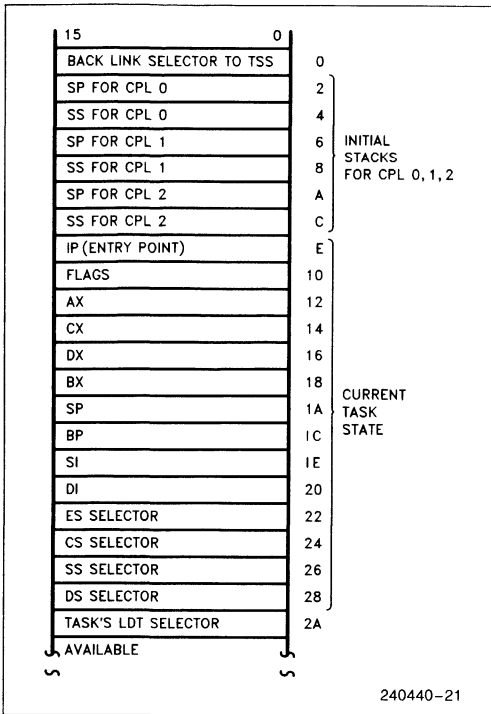 15 0
BACK LINK SELECTOR TO TSS 0
SP FOR CPL 0 2
SS FOR CPL 0 4
SP FOR CPL 1 6
SS FOR CPL 1 8
SP FOR CPL 2 A
SS FOR CPL 2 C
INITIAL
STACKS
FOR CPL 0, 1, 2
IP (ENTRY POINT) E
FLAGS 10
AX 12
CX 14
DX 16
BX 18
SP 1A
BP 1C
SI 1E
DI 20
ES SELECTOR 22
CS SELECTOR 24
SS SELECTOR 26
DS SELECTOR 28
CURRENT
TASK
STATE
TASK'S LDT SELECTOR 2A
AVAILABLE
240440-21